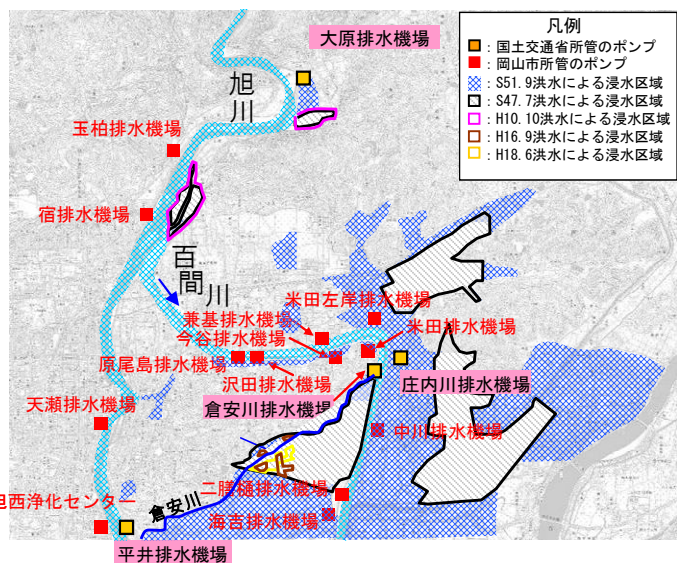 凡例
:国土交通省所管のポンプ
:岡山市所管のポンプ
:S51.9洪水による浸水区域
:S47.7洪水による浸水区域
:H10.10洪水による浸水区域
:H16.9洪水による浸水区域
:H18.6洪水による浸水区域
大原排水機場
旭川
玉柏排水機場
宿排水機場
百間川
米田左岸排水機場
兼基排水機場
米田排水機場
今谷排水機場
原尾島排水機場
沢田排水機場
庄内川排水機場
倉安川排水機場
天瀬排水機場
中川排水機場
二膳樋排水機場
旭西浄化センター
倉安川
海吉排水機場
平井排水機場